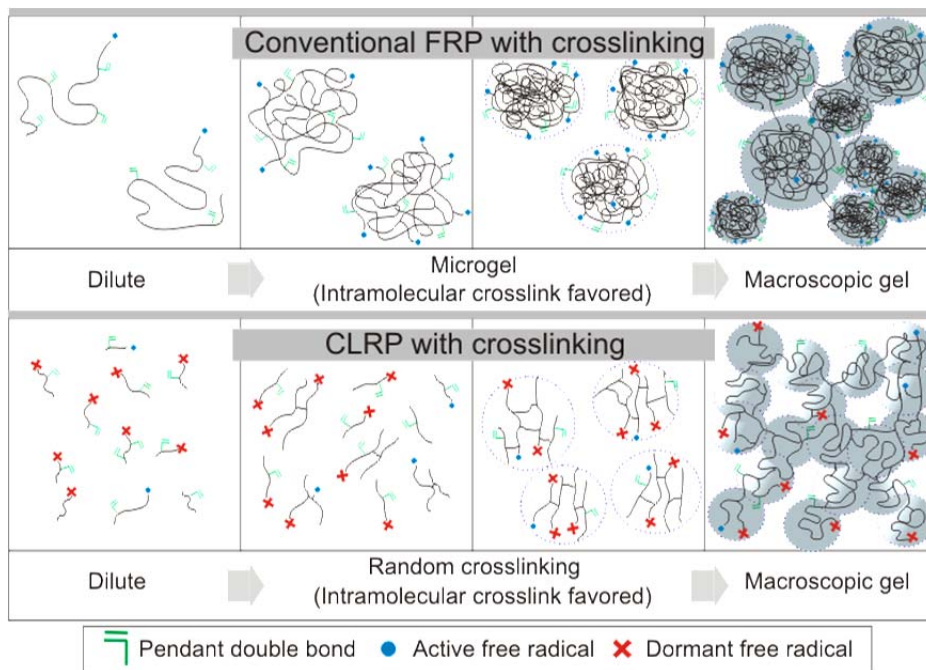 Conventional FRP with crosslinking
Dilute
Microgel
(Intramolecular crosslink favored)
Macroscopic gel
CLRP with crosslinking
Dilute
Random crosslinking
(Intramolecular crosslink favored)
Macroscopic gel
Pendant double bond
Active free radical
Dormant free radical